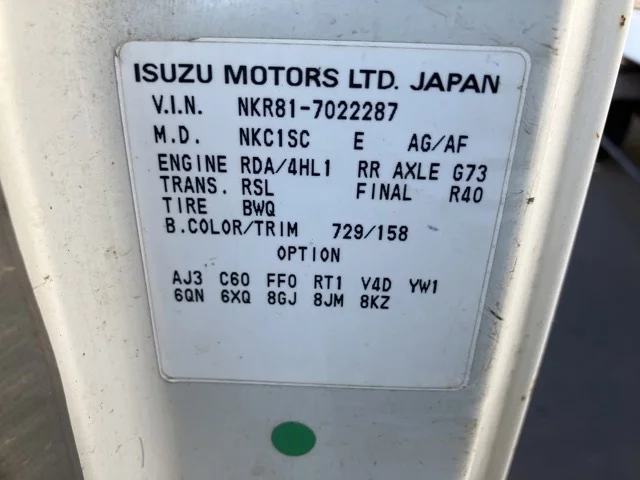 ISUZU MOTORS LTD. JAPAN
V.I.N. NKR81-7022287
M.D. NKC1SC E AG/AF
ENGINE RDA/4HL1 RR AXLE G73
TRANS. RSL FINAL R40
TIRE BWQ
B.COLOR/TRIM 729/158
OPTION
AJ3 C60 FF0 RT1 V4D YW1
6QN 6XQ 8GJ 8JM 8KZ